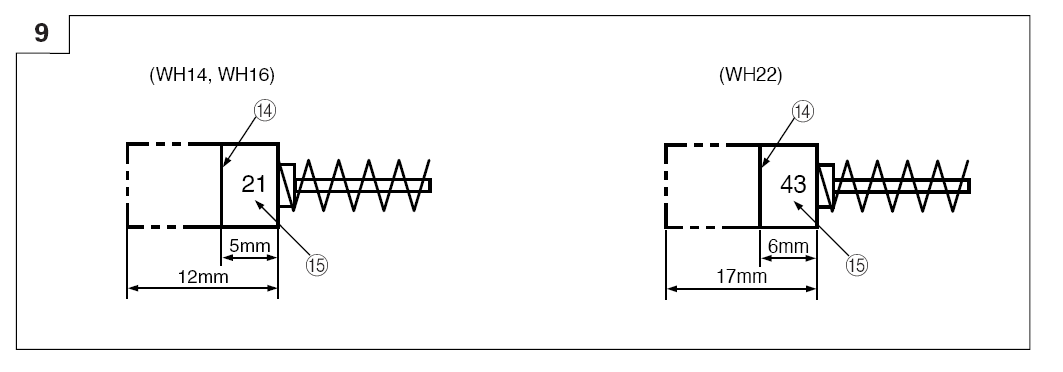 9
(WH14, WH16)
⑭
21
5mm
⑮
12mm
(WH22)
⑭
43
6mm
⑮
17mm